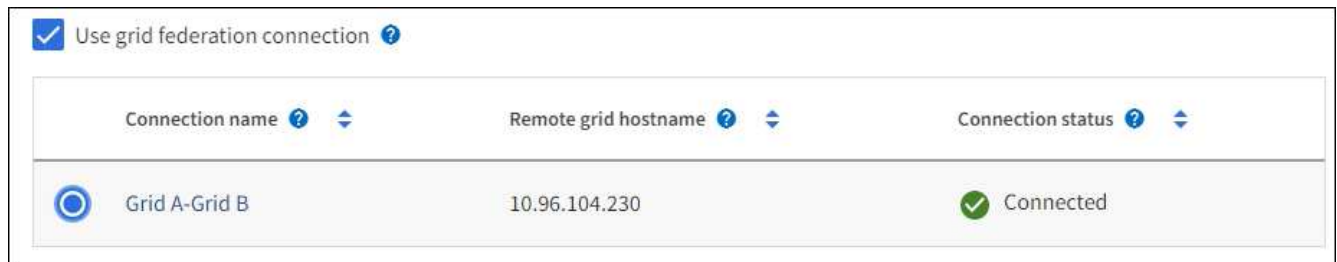 Use grid federation connection
Connection name Remote grid hostname Connection status
Grid A-Grid B 10.96.104.230 Connected